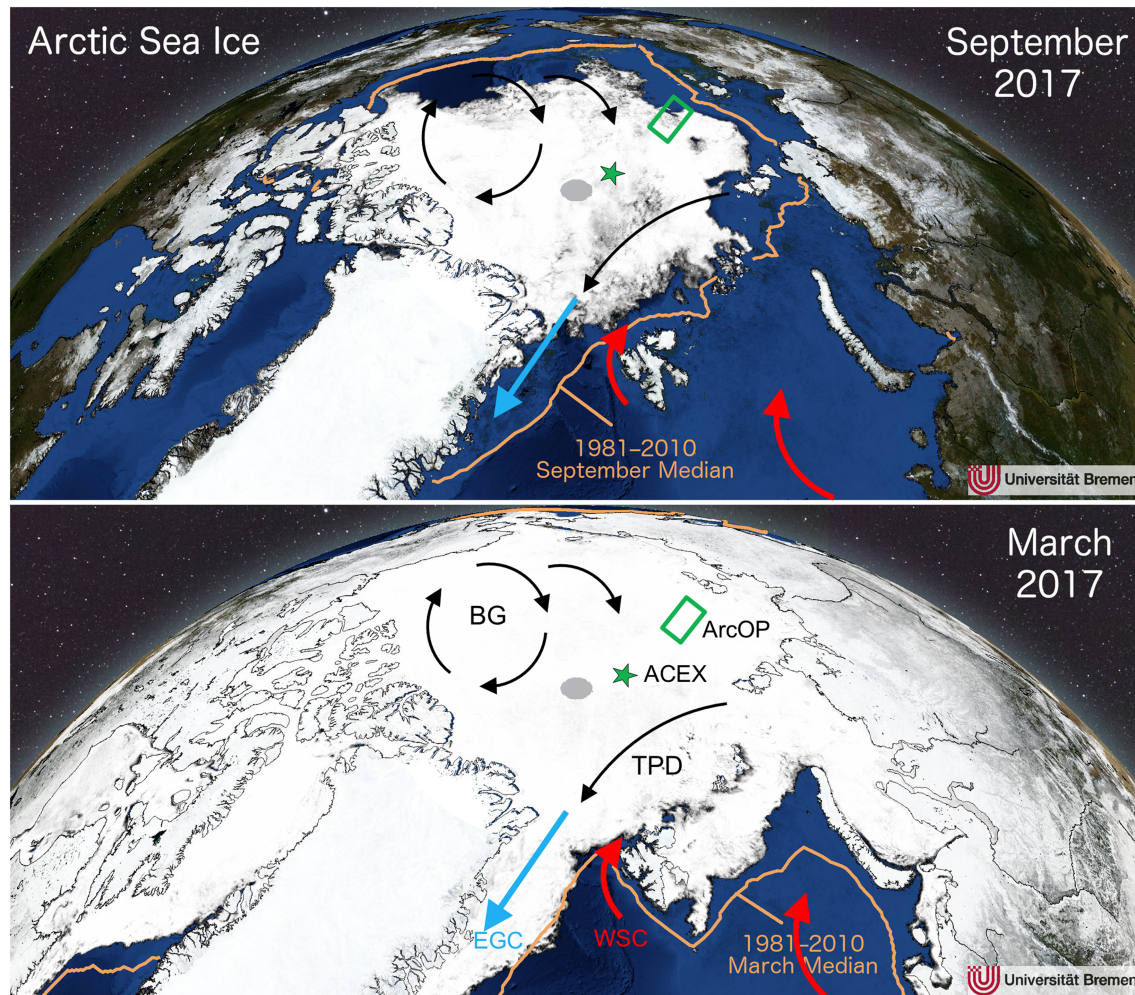 Arctic Sea Ice
September
2017
1981–2010
September Median
Universität Bremen
March
2017
BG
ArcOP
ACEX
TPD
EGC
WSC
1981–2010
March Median
Universität Bremen